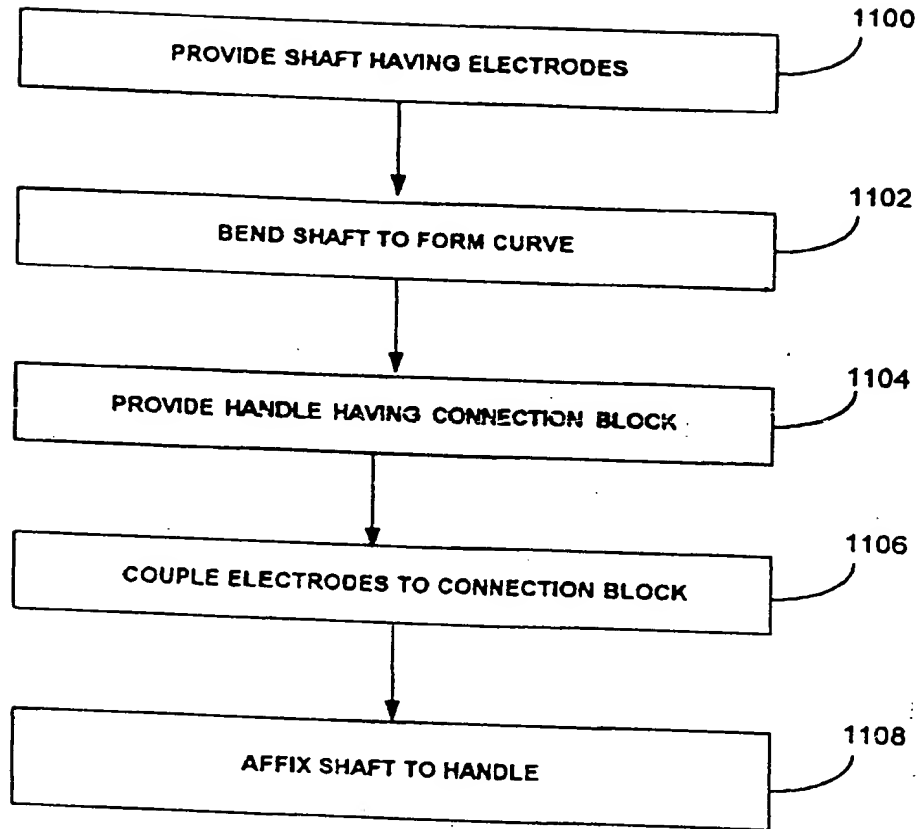 1100
PROVIDE SHAFT HAVING ELECTRODES
1102
BEND SHAFT TO FORM CURVE
1104
PROVIDE HANDLE HAVING CONNECTION BLOCK
1106
COUPLE ELECTRODES TO CONNECTION BLOCK
1108
AFFIX SHAFT TO HANDLE